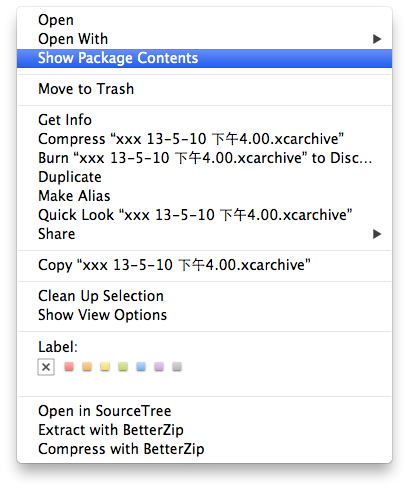 Open
Open With
Show Package Contents
Move to Trash
Get Info
Compress “xxx 13-5-10 下午4.00.xcarchive”
Burn “xxx 13-5-10 下午4.00.xcarchive” to Disc...
Duplicate
Make Alias
Quick Look “xxx 13-5-10 下午4.00.xcarchive”
Share
Copy “xxx 13-5-10 下午4.00.xcarchive”
Clean Up Selection
Show View Options
Label:
Open in SourceTree
Extract with BetterZip
Compress with BetterZip